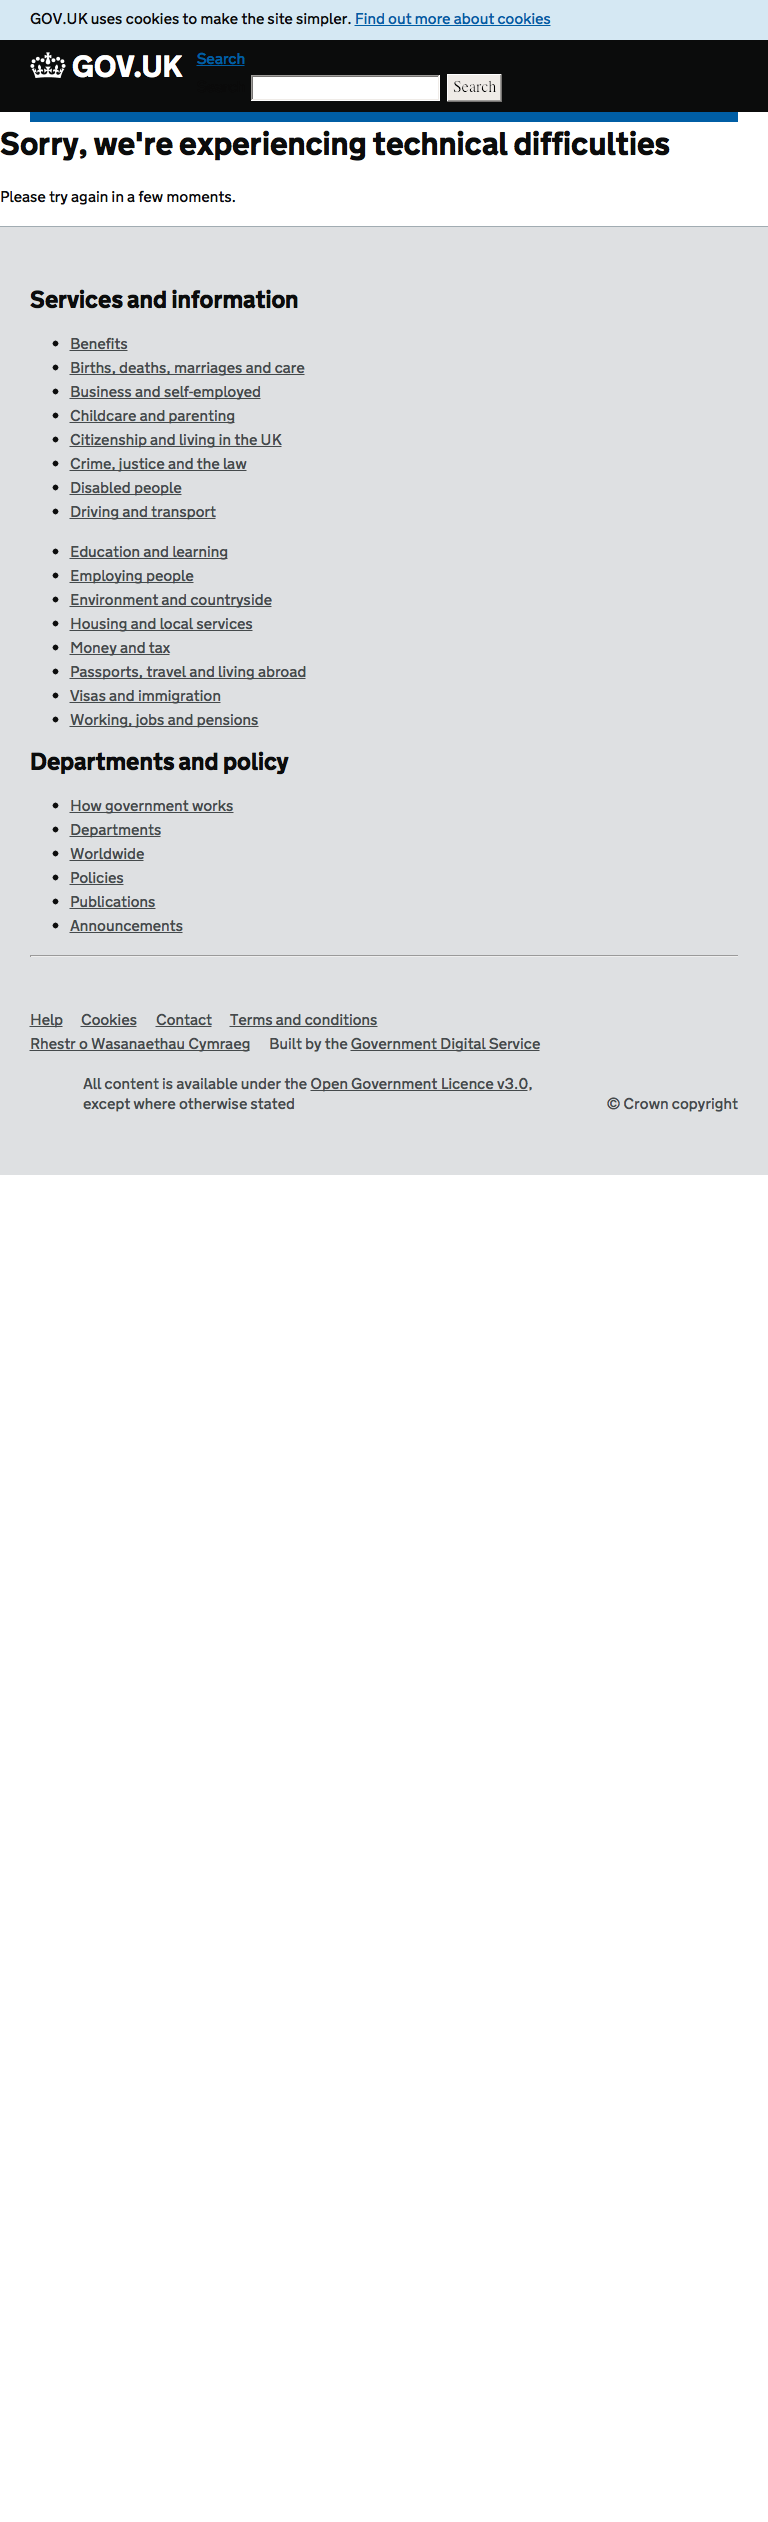 GOV.UK uses cookies to make the site simpler. Find out more about cookies
GOV.UK
Search
Search
Sorry, we're experiencing technical difficulties
Please try again in a few moments.
Services and information
Benefits
Births, deaths, marriages and care
Business and self-employed
Childcare and parenting
Citizenship and living in the UK
Crime, justice and the law
Disabled people
Driving and transport
Education and learning
Employing people
Environment and countryside
Housing and local services
Money and tax
Passports, travel and living abroad
Visas and immigration
Working, jobs and pensions
Departments and policy
How government works
Departments
Worldwide
Policies
Publications
Announcements
Help Cookies Contact Terms and conditions
Rhestr o Wasanaethau Cymraeg Built by the Government Digital Service
All content is available under the Open Government Licence v3.0,
except where otherwise stated
© Crown copyright